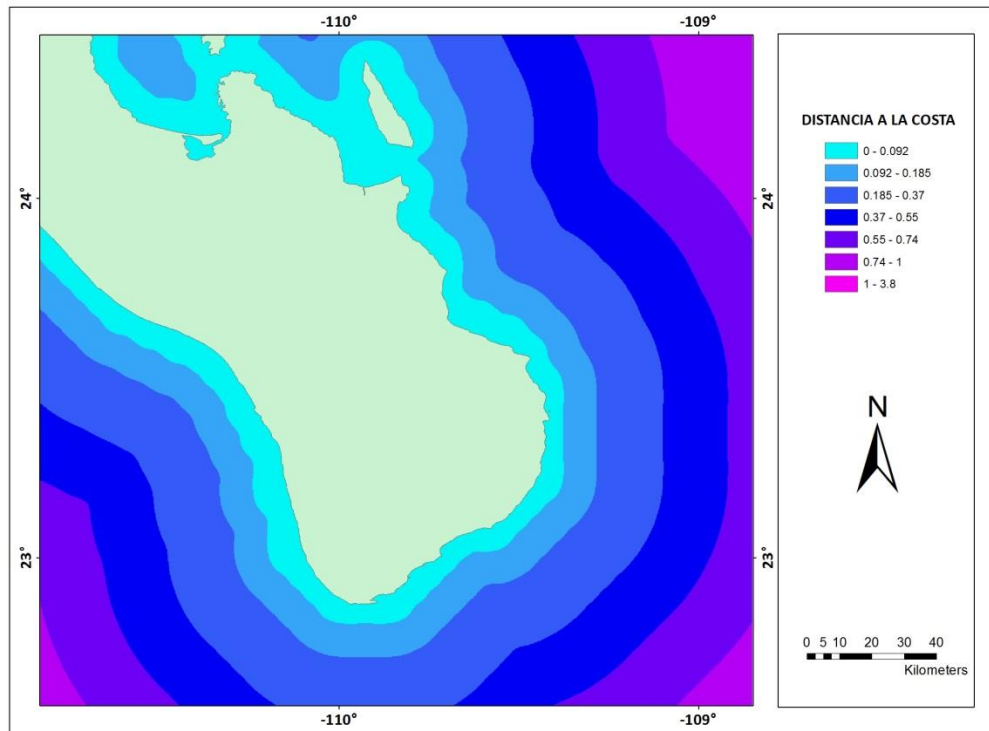 -110°
-109°
24°
23°
24°
23°
-110°
-109°
DISTANCIA A LA COSTA
0 - 0.092
0.092 - 0.185
0.185 - 0.37
0.37 - 0.55
0.55 - 0.74
0.74 - 1
1 - 3.8
N
0 5 10 20 30 40
Kilometers